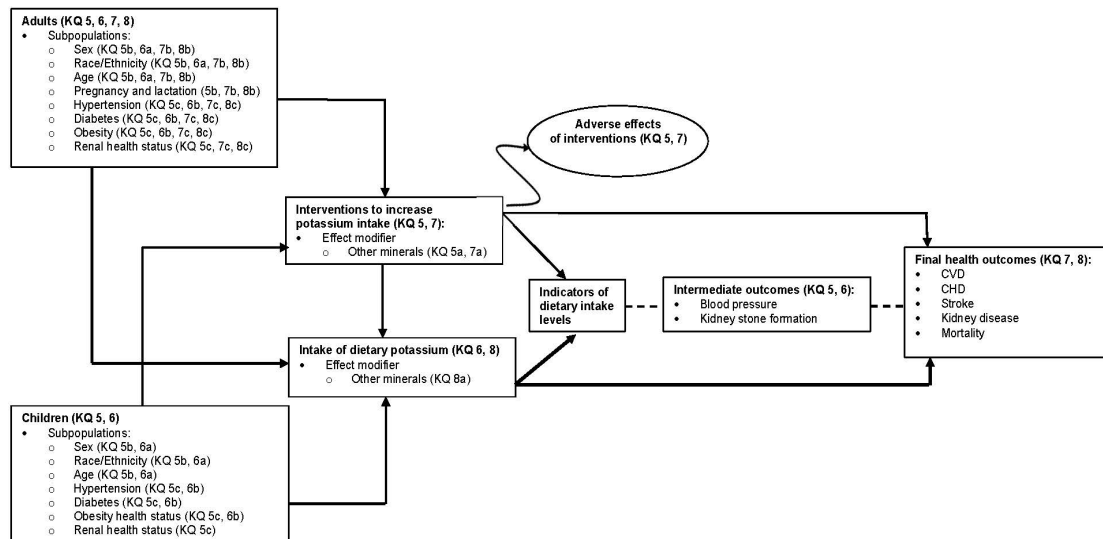 Adults (KQ 5, 6, 7, 8)
• Subpopulations:
o Sex (KQ 5b, 6a, 7b, 8b)
o Race/Ethnicity (KQ 5b, 6a, 7b, 8b)
o Age (KQ 5b, 6a, 7b, 8b)
o Pregnancy and lactation (5b, 7b, 8b)
o Hypertension (KQ 5c, 6b, 7c, 8c)
o Diabetes (KQ 5c, 6b, 7c, 8c)
o Obesity (KQ 5c, 6b, 7c, 8c)
o Renal health status (KQ 5c, 7c, 8c)
Adverse effects
of interventions (KQ 5, 7)
Interventions to increase
potassium intake (KQ 5, 7):
• Effect modifier
o Other minerals (KQ 5a, 7a)
Indicators of
dietary intake
levels
Intermediate outcomes (KQ 5, 6):
• Blood pressure
• Kidney stone formation
Final health outcomes (KQ 7, 8):
• CVD
• CHD
• Stroke
• Kidney disease
• Mortality
Intake of dietary potassium (KQ 6, 8)
• Effect modifier
o Other minerals (KQ 8a)
Children (KQ 5, 6)
• Subpopulations:
o Sex (KQ 5b, 6a)
o Race/Ethnicity (KQ 5b, 6a)
o Age (KQ 5b, 6a)
o Hypertension (KQ 5c, 6b)
o Diabetes (KQ 5c, 6b)
o Obesity health status (KQ 5c, 6b)
o Renal health status (KQ 5c)